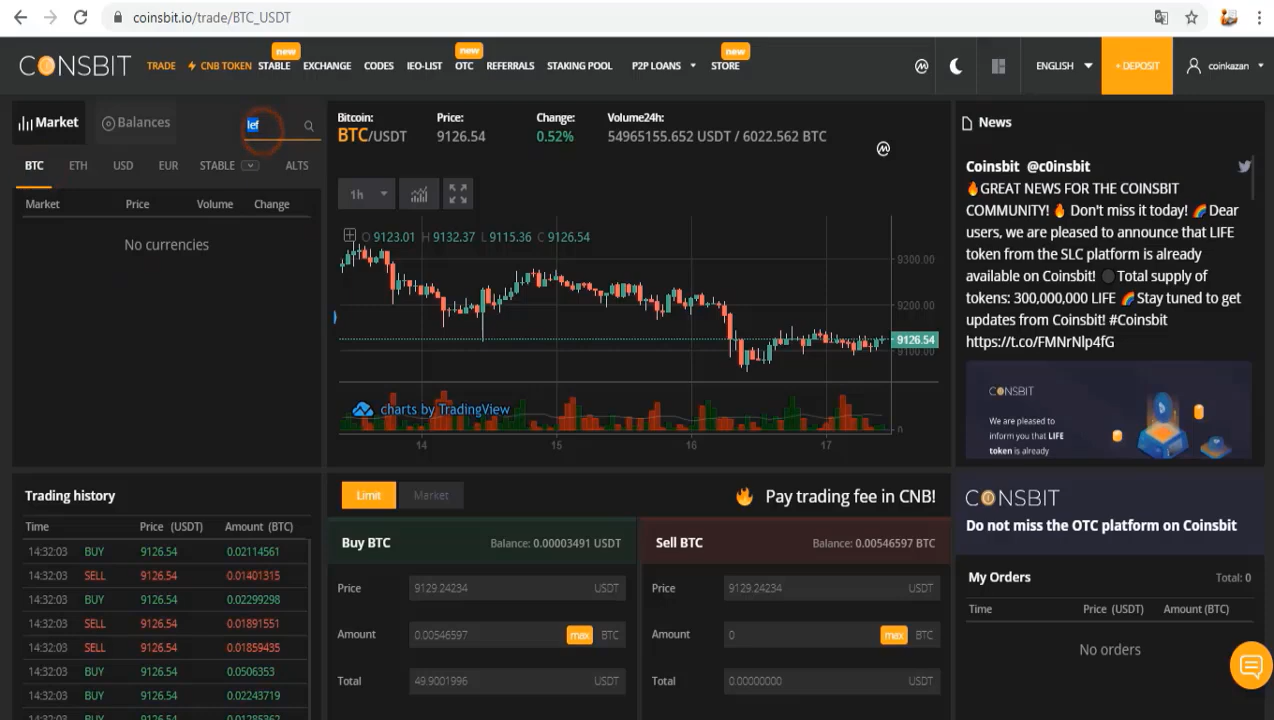 coinsbit.io/trade/BTC_USDT
CONSBIT
TRADE
CNB TOKEN
new
STABLE
EXCHANGE
CODES
IEO-LIST
new
OTC
REFERRALS
STAKING POOL
P2P LOANS
new
STORE
ENGLISH
+ DEPOSIT
coinkazan
Market
Balances
lef
BTC ETH USD EUR STABLE ALTS
Market Price Volume Change
No currencies
Bitcoin: Price: Change: Volume24h:
BTC/USDT 9126.54 0.52% 54965155.652 USDT / 6022.562 BTC
1h
O 9123.01 H 9132.37 L 9115.36 C 9126.54
9300.00
9200.00
9126.54
9100.00
charts by TradingView
0
14 15 16 17
News
Coinsbit @c0insbit
🔥GREAT NEWS FOR THE COINSBIT
COMMUNITY! 🔥 Don't miss it today! 🌈Dear
users, we are pleased to announce that LIFE
token from the SLC platform is already
available on Coinsbit! ⚫Total supply of
tokens: 300,000,000 LIFE 🌈Stay tuned to get
updates from Coinsbit! #Coinsbit
https://t.co/FMNrNlp4fG
CONSBIT
We are pleased to
inform you that LIFE
token is already
Trading history
Time Price (USDT) Amount (BTC)
14:32:03 BUY 9126.54 0.02114561
14:32:03 SELL 9126.54 0.01401315
14:32:03 BUY 9126.54 0.02299298
14:32:03 SELL 9126.54 0.01891551
14:32:03 SELL 9126.54 0.01859435
14:32:03 BUY 9126.54 0.0506353
14:32:03 BUY 9126.54 0.02243719
14:32:03 BUY 9126.54 0.01285362
Limit
Market
Pay trading fee in CNB!
Buy BTC
Balance: 0.00003491 USDT
Price 9129.24234 USDT
Amount 0.00546597 max BTC
Total 49.9001996 USDT
Sell BTC
Balance: 0.00546597 BTC
Price 9129.24234 USDT
Amount 0 max BTC
Total 0.00000000 USDT
CONSBIT
Do not miss the OTC platform on Coinsbit
My Orders
Total: 0
Time Price (USDT) Amount (BTC)
No orders